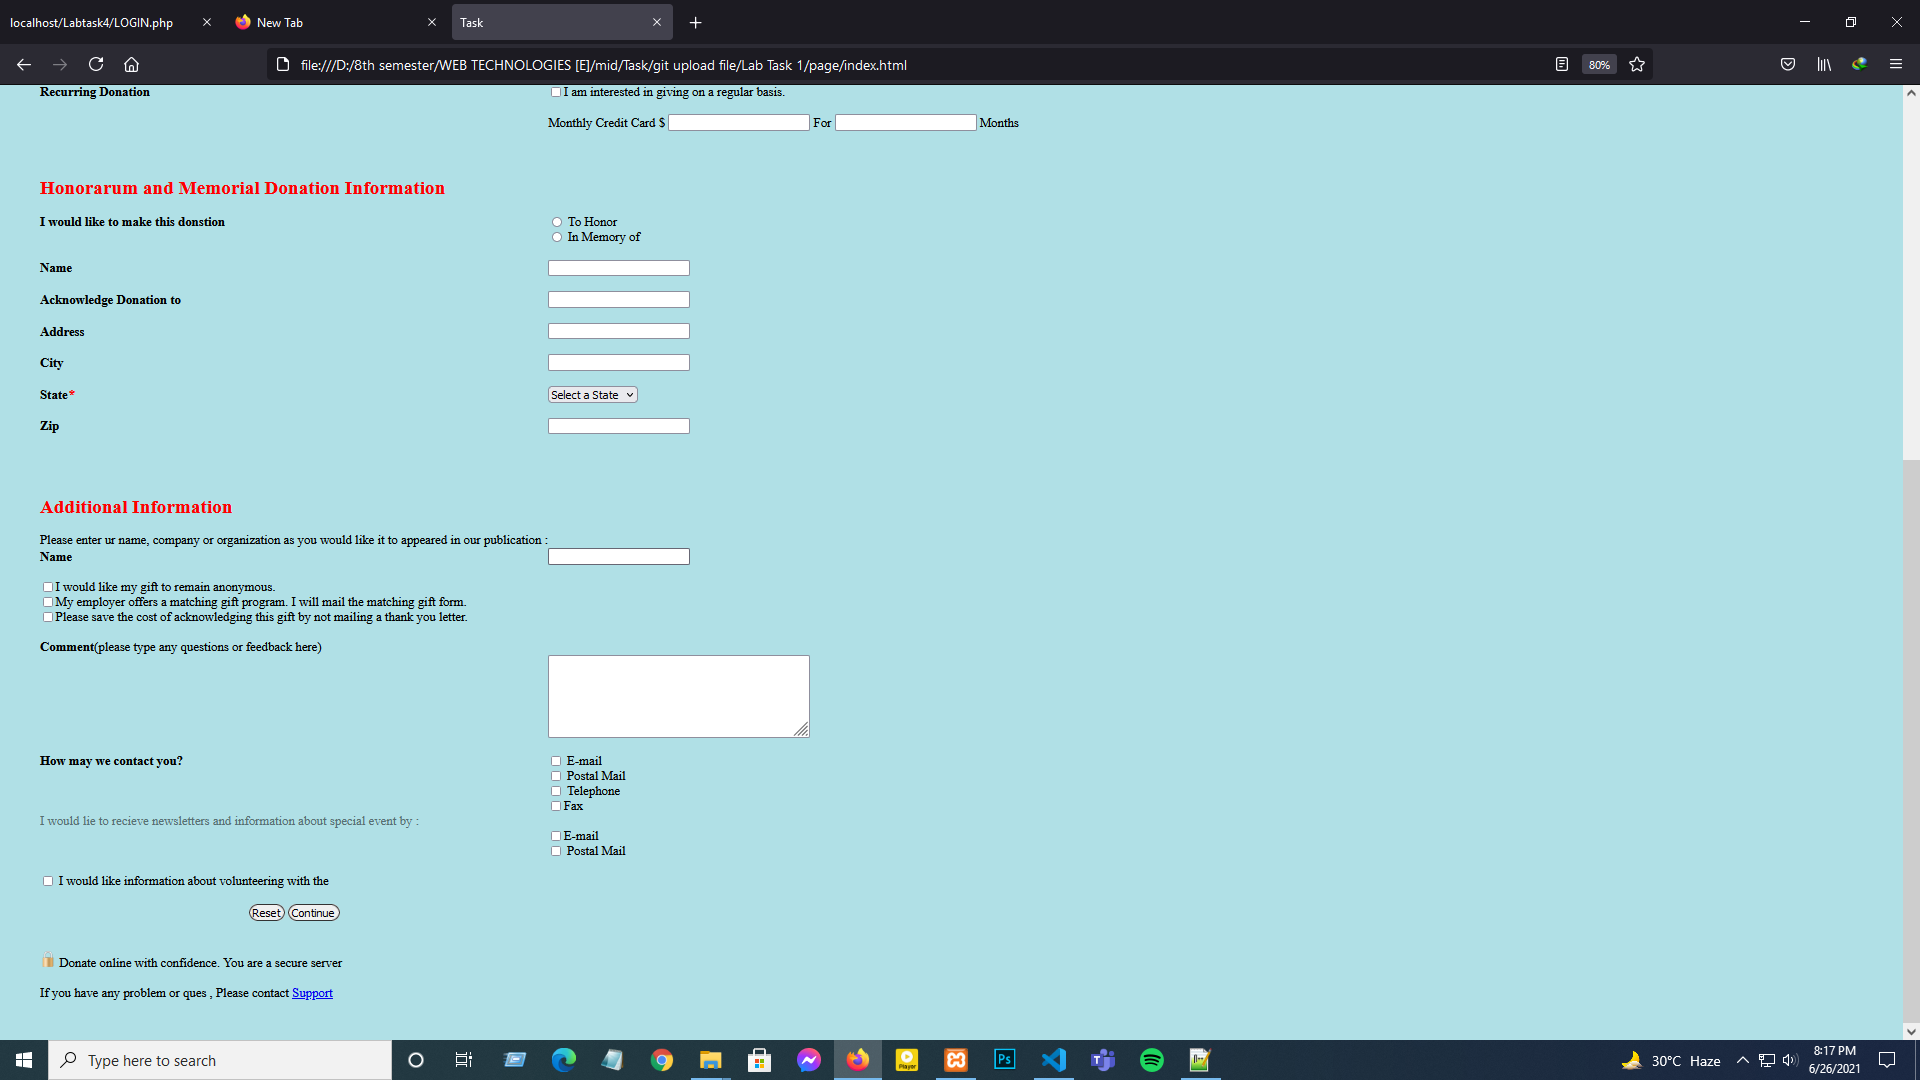 localhost/Labtask4/LOGIN.php
New Tab
Task
file:///D:/8th semester/WEB TECHNOLOGIES [E]/mid/Task/git upload file/Lab Task 1/page/index.html
80%
Recurring Donation
I am interested in giving on a regular basis.
Monthly Credit Card $ For Months
Honorarum and Memorial Donation Information
I would like to make this donstion
To Honor
In Memory of
Name
Acknowledge Donation to
Address
City
State*
Select a State
Zip
Additional Information
Please enter ur name, company or organization as you would like it to appeared in our publication :
Name
I would like my gift to remain anonymous.
My employer offers a matching gift program. I will mail the matching gift form.
Please save the cost of acknowledging this gift by not mailing a thank you letter.
Comment(please type any questions or feedback here)
How may we contact you?
E-mail
Postal Mail
Telephone
Fax
I would lie to recieve newsletters and information about special event by :
E-mail
Postal Mail
I would like information about volunteering with the
Reset Continue
Donate online with confidence. You are a secure server
If you have any problem or ques , Please contact Support
Type here to search
Player
Ps
30°C Haze
8:17 PM
6/26/2021